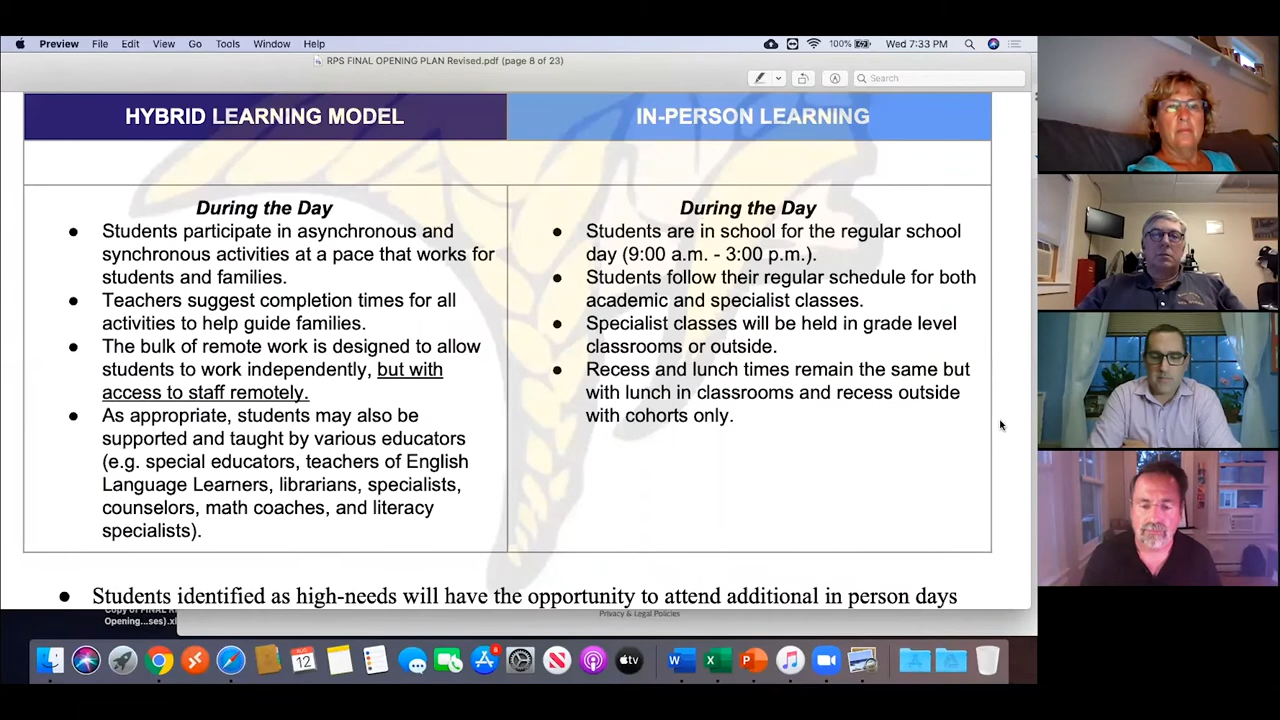 Preview File Edit View Go Tools Window Help 100% Wed 7:33 PM
RPS FINAL OPENING PLAN Revised.pdf (page 8 of 23)
Search
HYBRID LEARNING MODEL
IN-PERSON LEARNING
During the Day
● Students participate in asynchronous and
synchronous activities at a pace that works for
students and families.
● Teachers suggest completion times for all
activities to help guide families.
● The bulk of remote work is designed to allow
students to work independently, but with
access to staff remotely.
● As appropriate, students may also be
supported and taught by various educators
(e.g. special educators, teachers of English
Language Learners, librarians, specialists,
counselors, math coaches, and literacy
specialists).
During the Day
● Students are in school for the regular school
day (9:00 a.m. - 3:00 p.m.).
● Students follow their regular schedule for both
academic and specialist classes.
● Specialist classes will be held in grade level
classrooms or outside.
● Recess and lunch times remain the same but
with lunch in classrooms and recess outside
with cohorts only.
● Students identified as high-needs will have the opportunity to attend additional in person days
Opening...ses).xl
Privacy & Legal Policies
AUG
12
6
tv
W
X
P